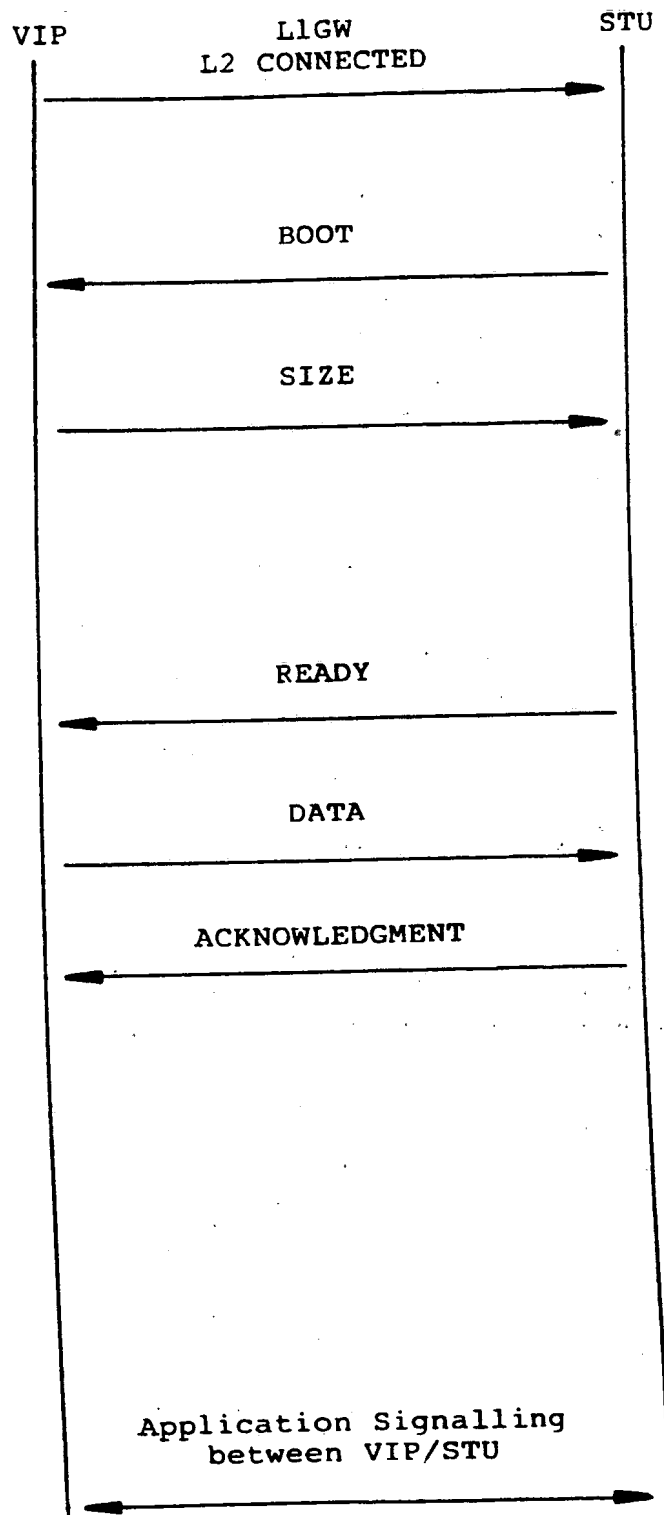 VIP L1GW STU
L2 CONNECTED
BOOT
SIZE
READY
DATA
ACKNOWLEDGMENT
Application Signalling
between VIP/STU